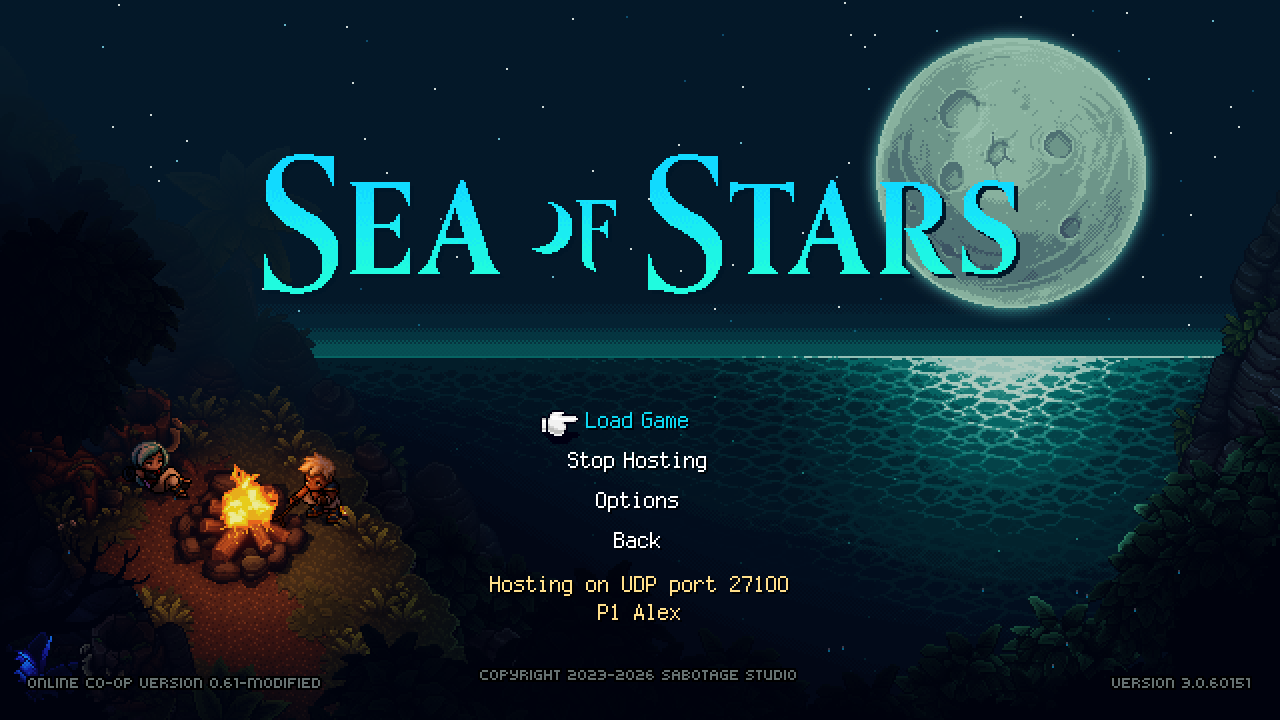 SEA OF STARS
Load Game
Stop Hosting
Options
Back
Hosting on UDP port 27100
P1 Alex
COPYRIGHT 2023-2026 SABOTAGE STUDIO
ONLINE CO-OP VERSION 0.61-MODIFIED
VERSION 3.0.60151